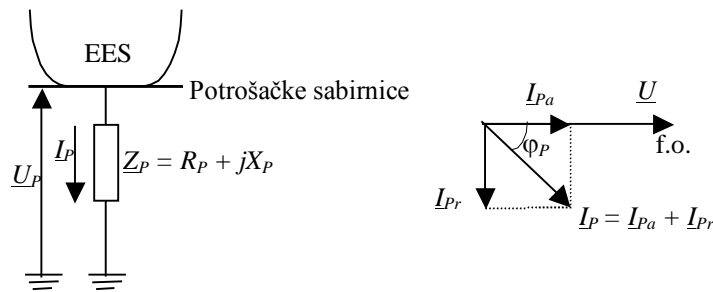 EES
Potrošačke sabirnice
I_P
U_P
Z_P = R_P + jX_P
I_Pa
U
φ_P
f.o.
I_Pr
I_P = I_Pa + I_Pr